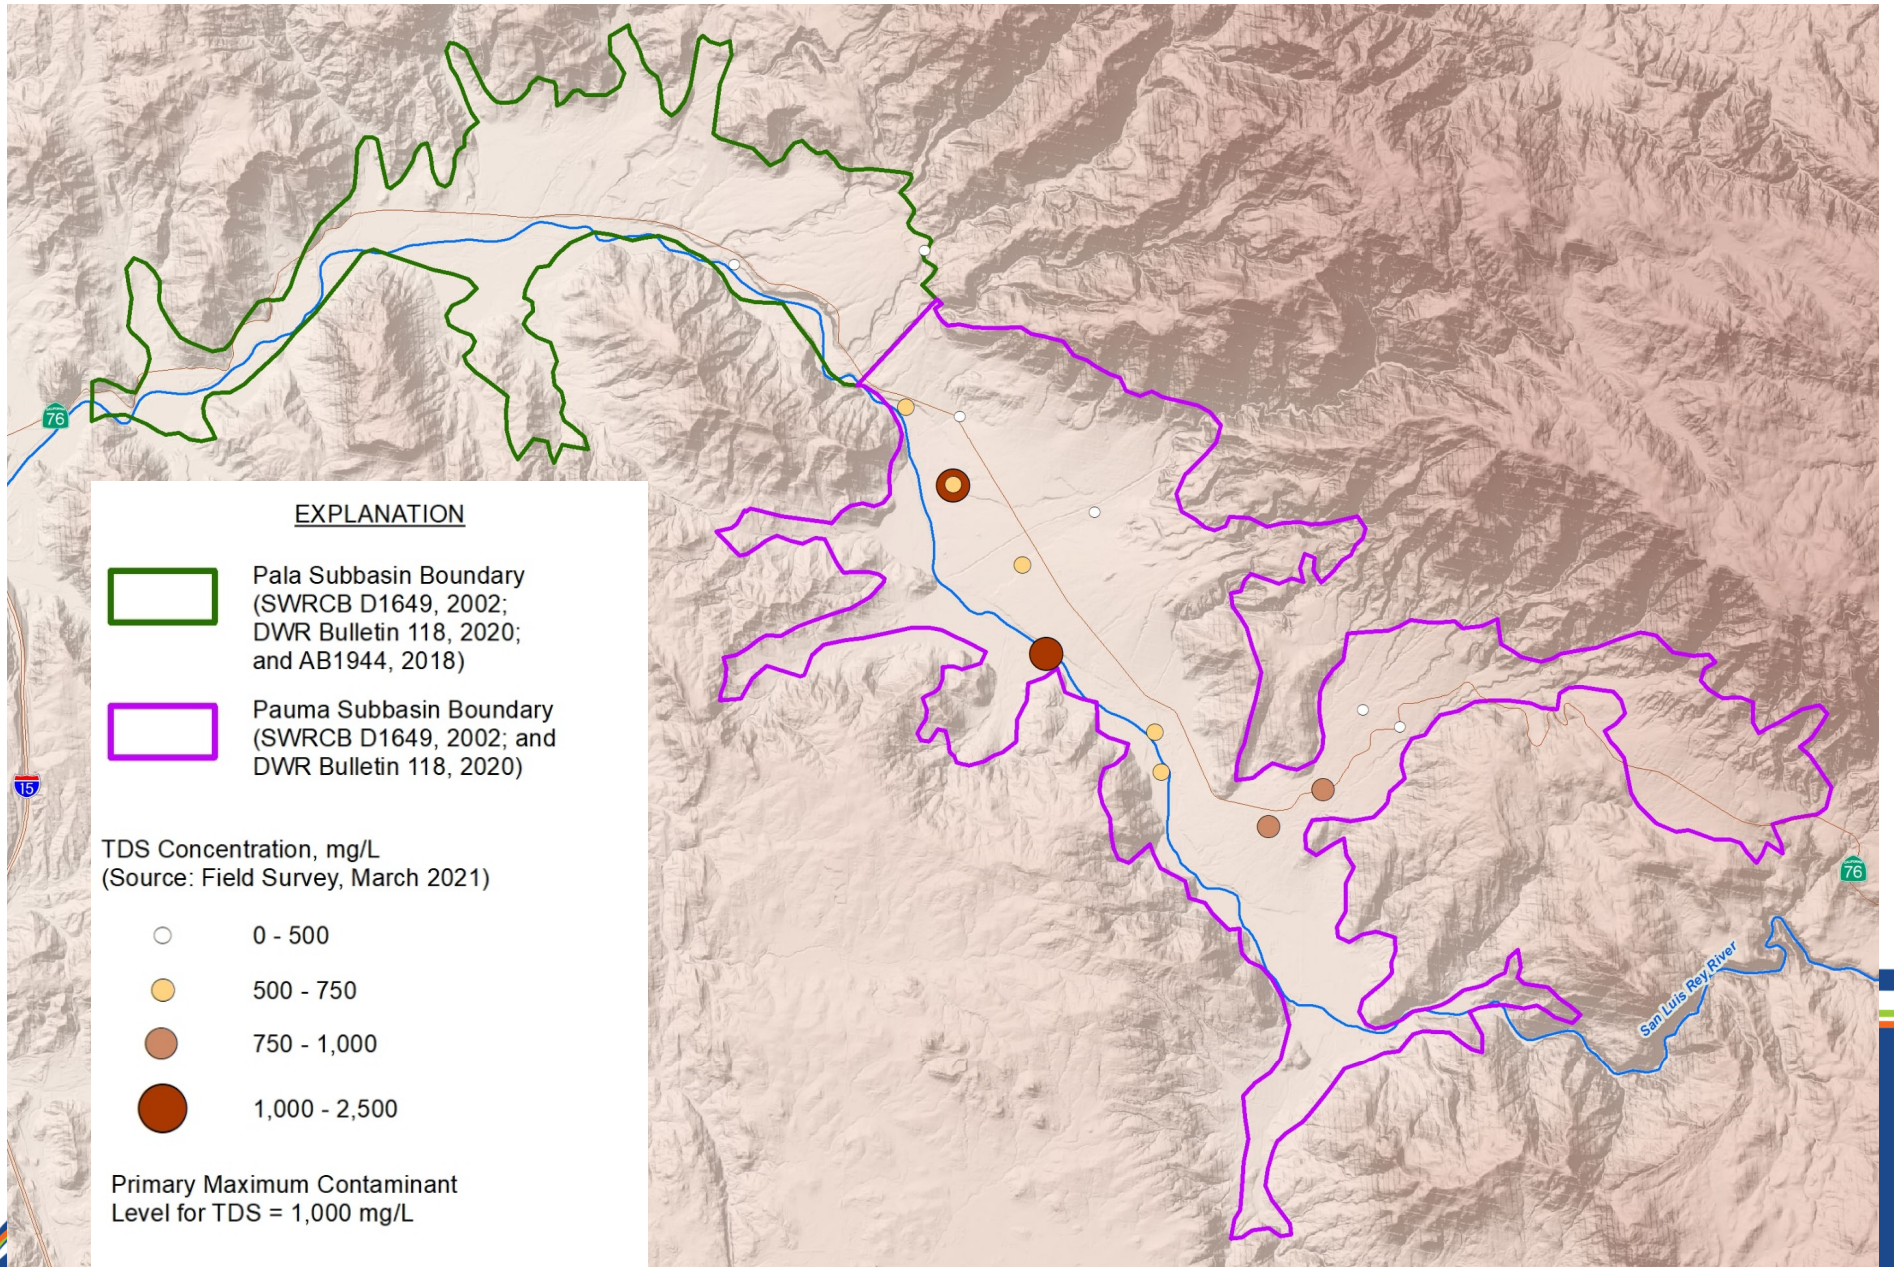 EXPLANATION
Pala Subbasin Boundary
(SWRCB D1649, 2002;
DWR Bulletin 118, 2020;
and AB1944, 2018)
Pauma Subbasin Boundary
(SWRCB D1649, 2002; and
DWR Bulletin 118, 2020)
TDS Concentration, mg/L
(Source: Field Survey, March 2021)
0 - 500
500 - 750
750 - 1,000
1,000 - 2,500
Primary Maximum Contaminant
Level for TDS = 1,000 mg/L
76
15
76
San Luis Rey River